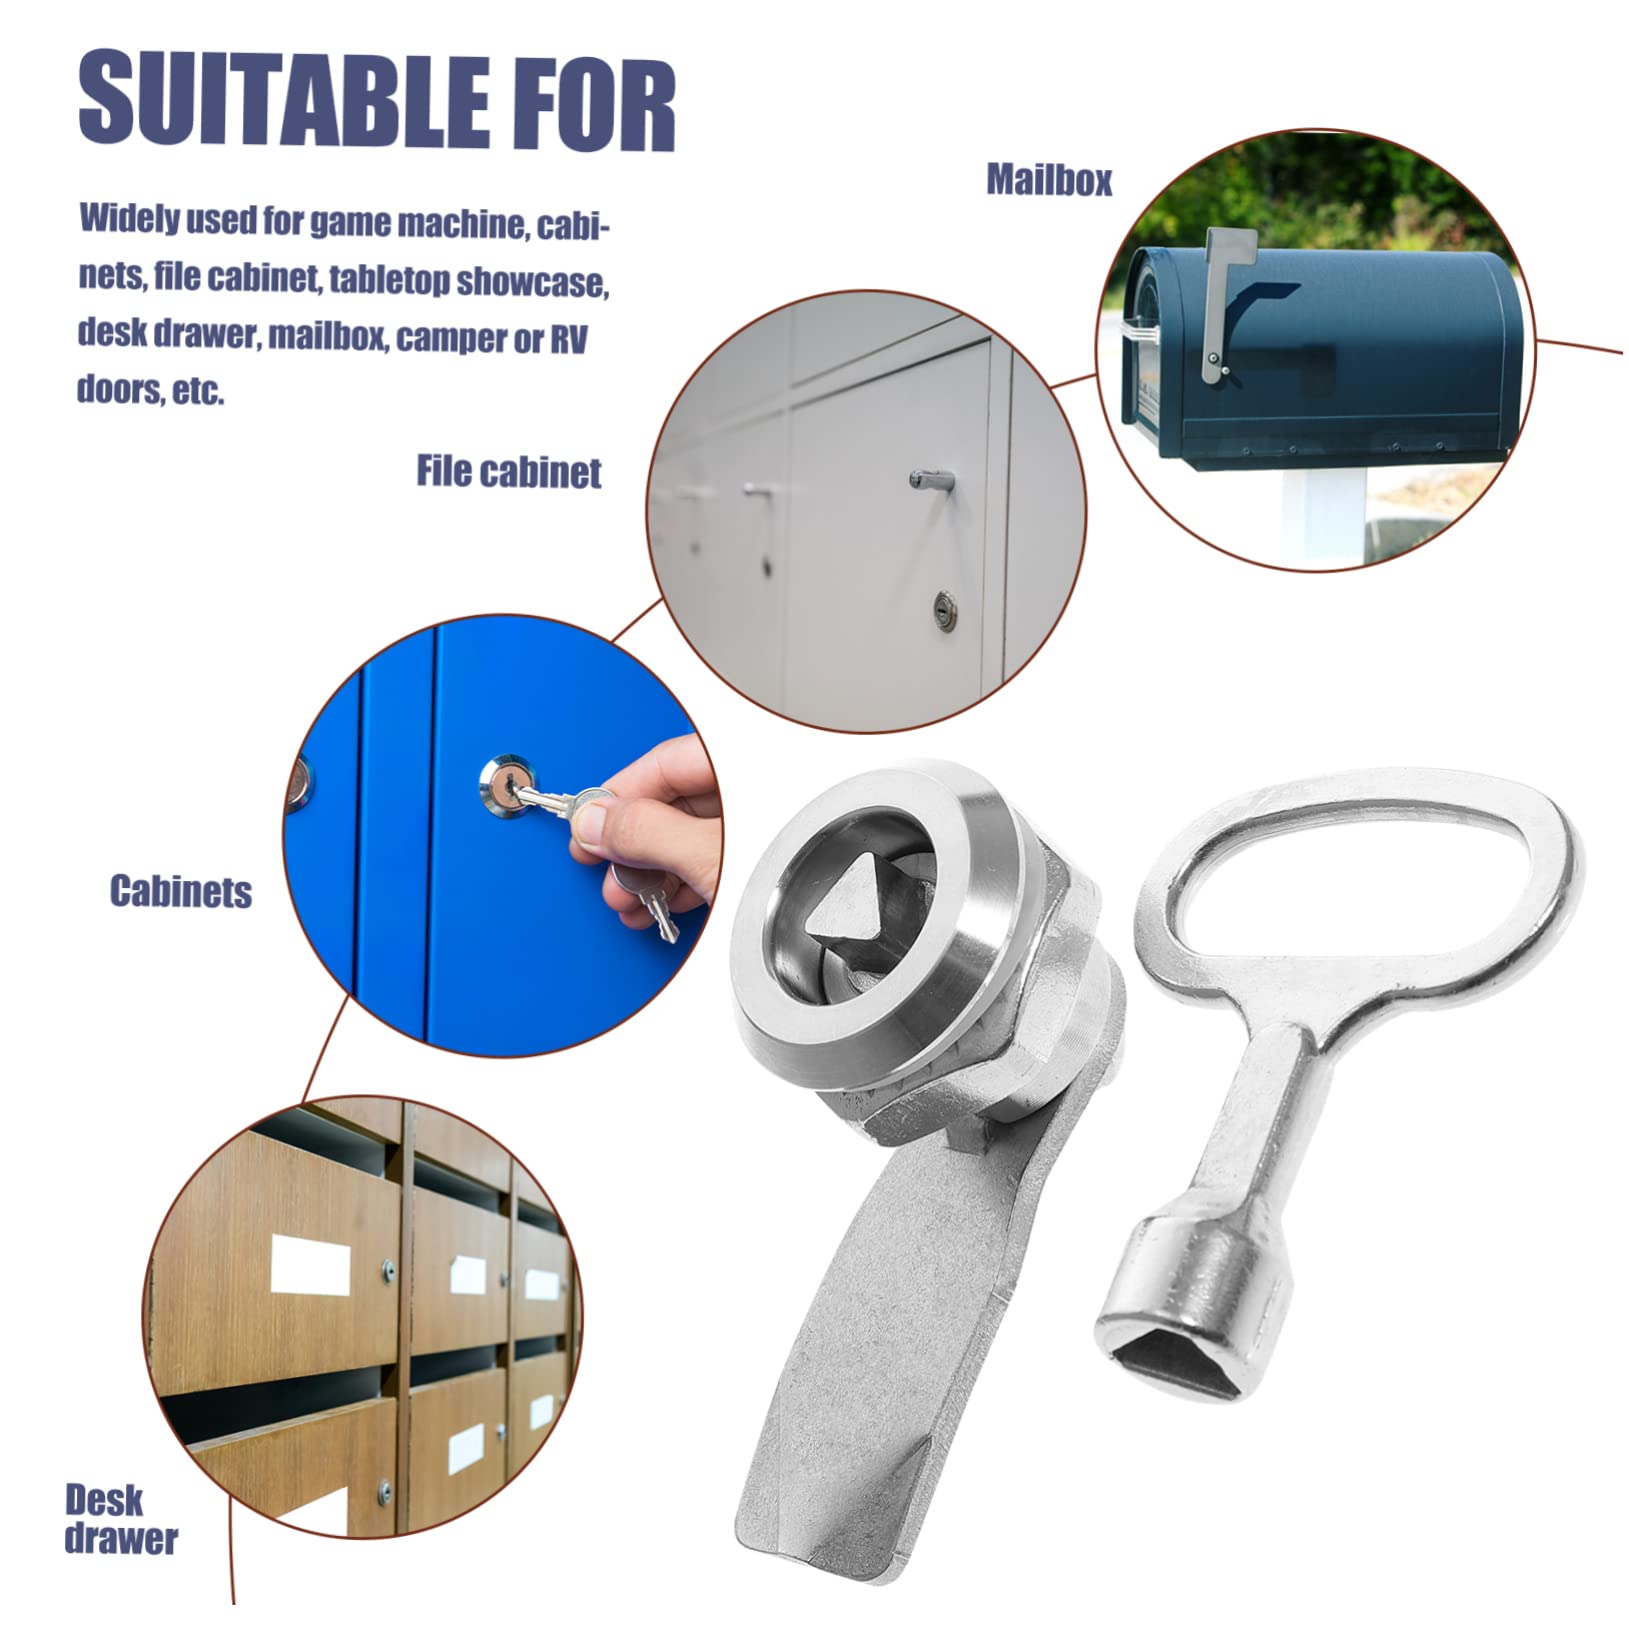 SUITABLE FOR
Widely used for game machine, cabi-
nets, file cabinet, tabletop showcase,
desk drawer, mailbox, camper or RV
doors, etc.
Mailbox
File cabinet
Cabinets
Desk
drawer